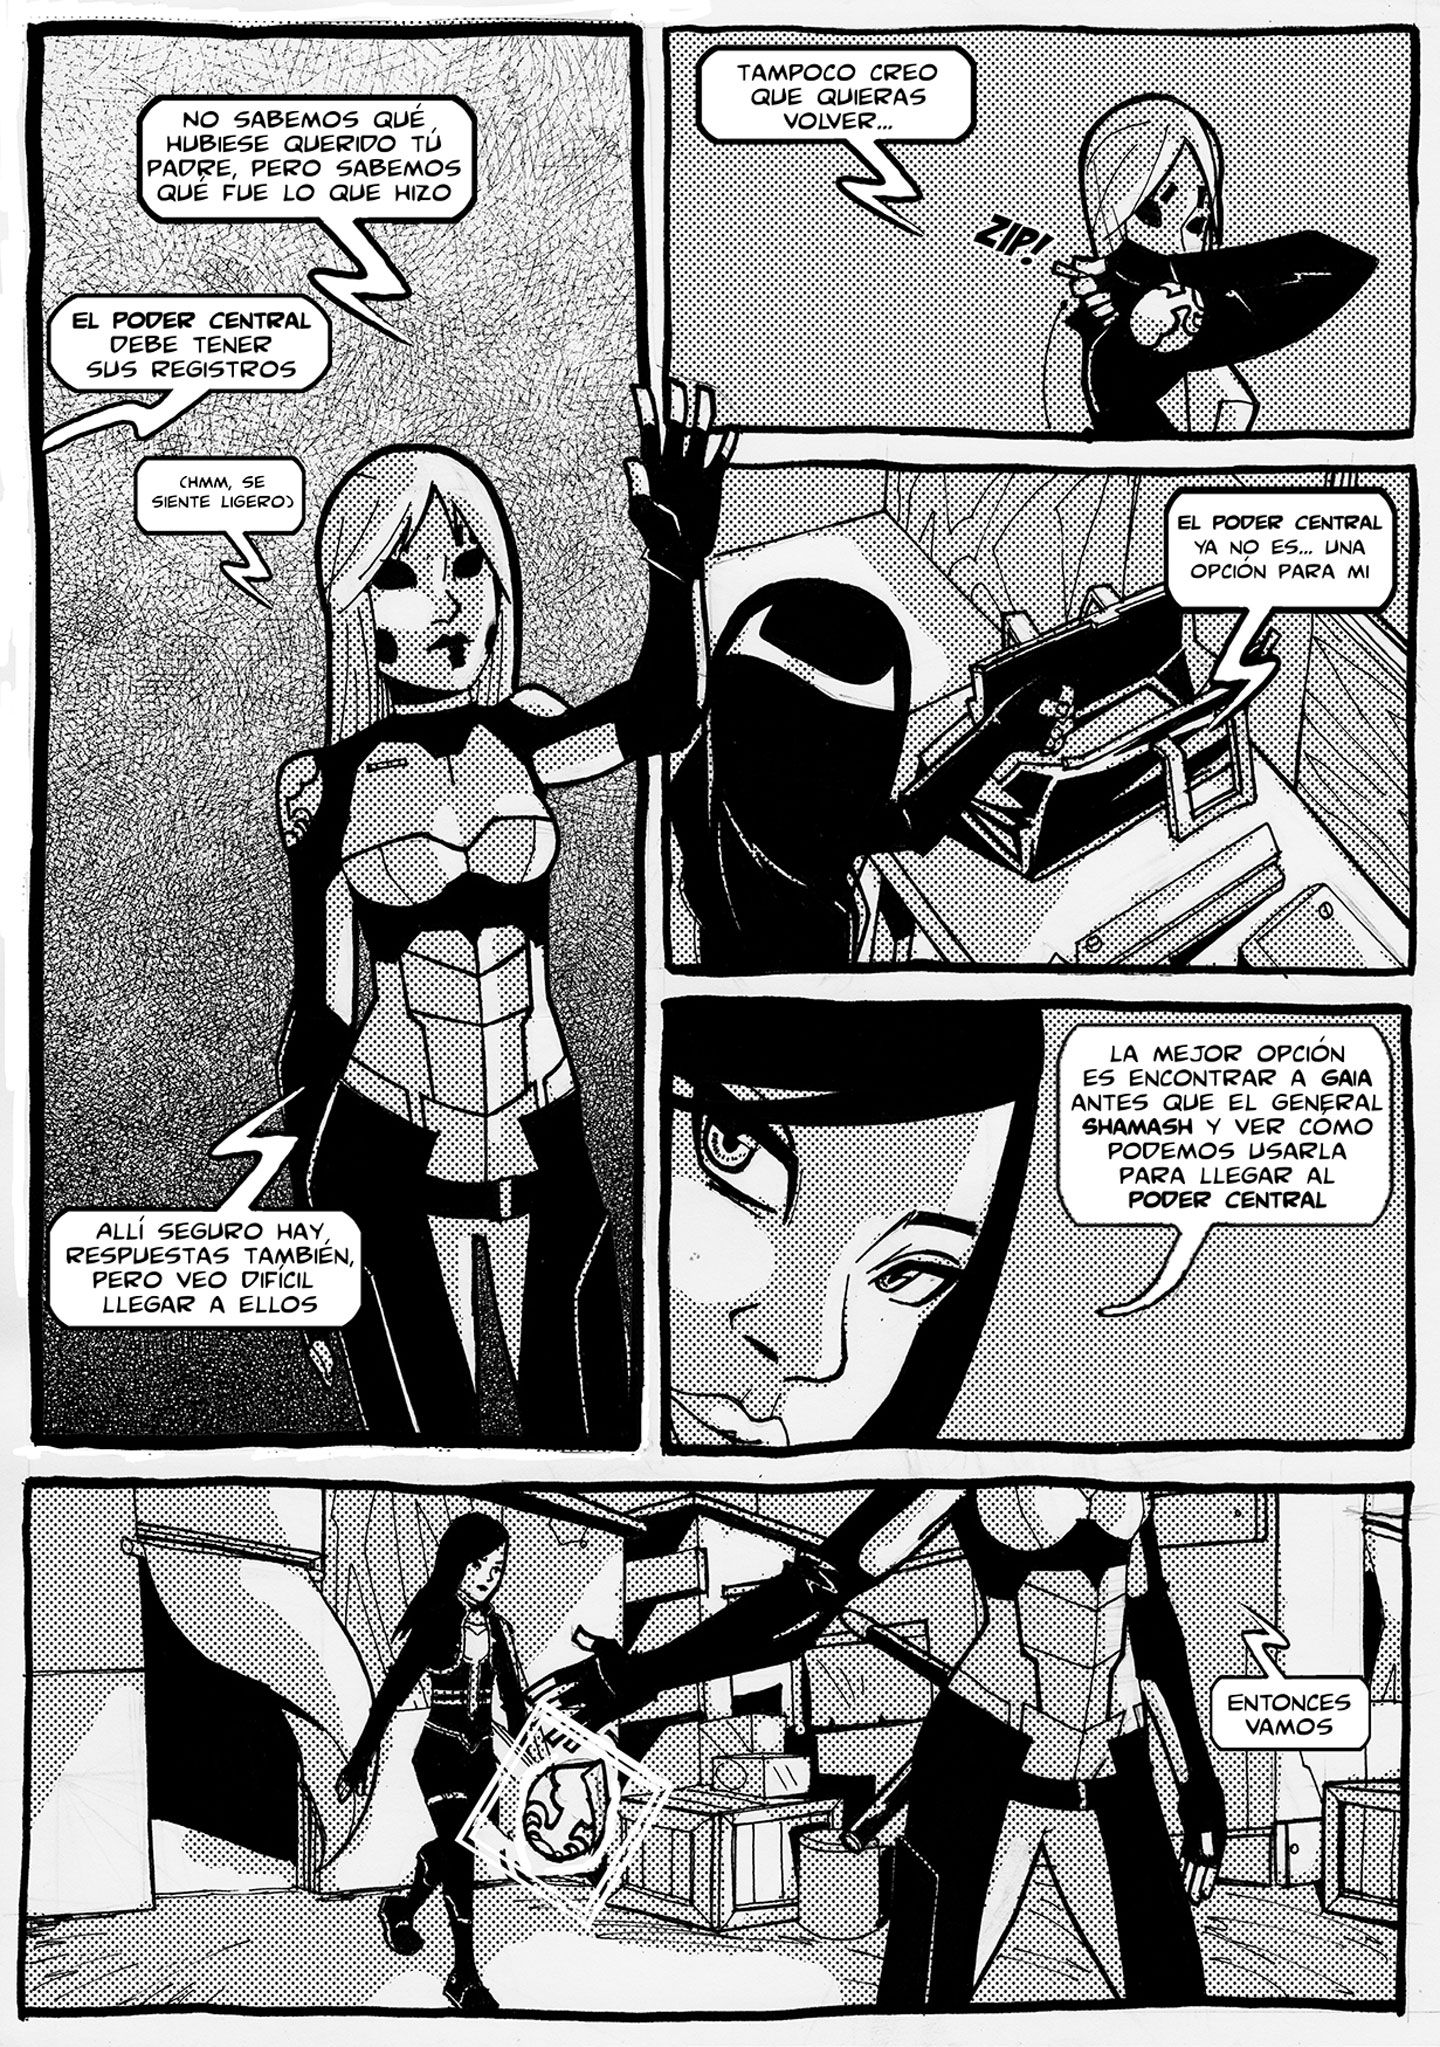 NO SABEMOS QUÉ
HUBIESE QUERIDO TÚ
PADRE, PERO SABEMOS
QUÉ FUE LO QUE HIZO
EL PODER CENTRAL
DEBE TENER
SUS REGISTROS
(HMM, SE
SIENTE LIGERO)
ALLÍ SEGURO HAY
RESPUESTAS TAMBIÉN,
PERO VEO DIFÍCIL
LLEGAR A ELLOS
TAMPOCO CREO
QUE QUIERAS
VOLVER...
ZIP!
EL PODER CENTRAL
YA NO ES... UNA
OPCIÓN PARA MI
LA MEJOR OPCIÓN
ES ENCONTRAR A GAIA
ANTES QUE EL GENERAL
SHAMASH Y VER COMO
PODEMOS USARLA
PARA LLEGAR AL
PODER CENTRAL
ENTONCES
VAMOS